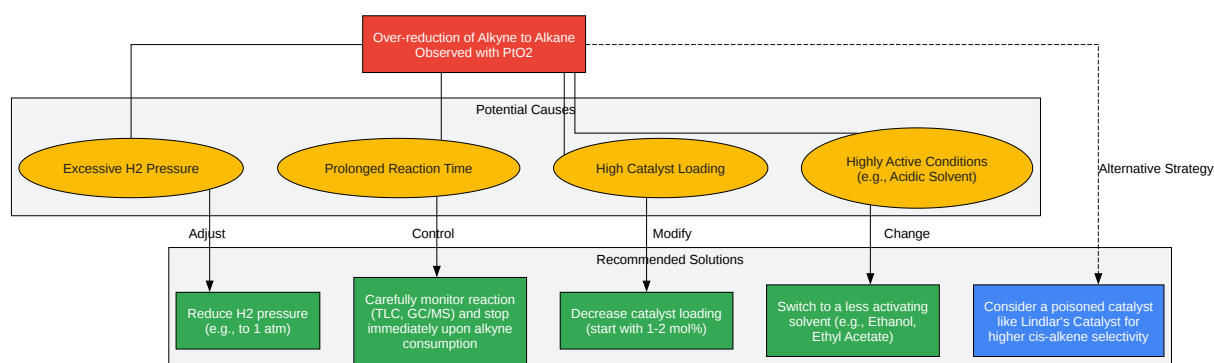 Over-reduction of Alkyne to Alkane
Observed with PtO2
Potential Causes
Excessive H2 Pressure
Prolonged Reaction Time
High Catalyst Loading
Highly Active Conditions
(e.g., Acidic Solvent)
Alternative Strategy
Adjust
Control
Modify
Change
Recommended Solutions
Reduce H2 pressure
(e.g., to 1 atm)
Carefully monitor reaction
(TLC, GC/MS) and stop
immediately upon alkyne
consumption
Decrease catalyst loading
(start with 1-2 mol%)
Switch to a less activating
solvent (e.g., Ethanol,
Ethyl Acetate)
Consider a poisoned catalyst
like Lindlar's Catalyst for
higher cis-alkene selectivity